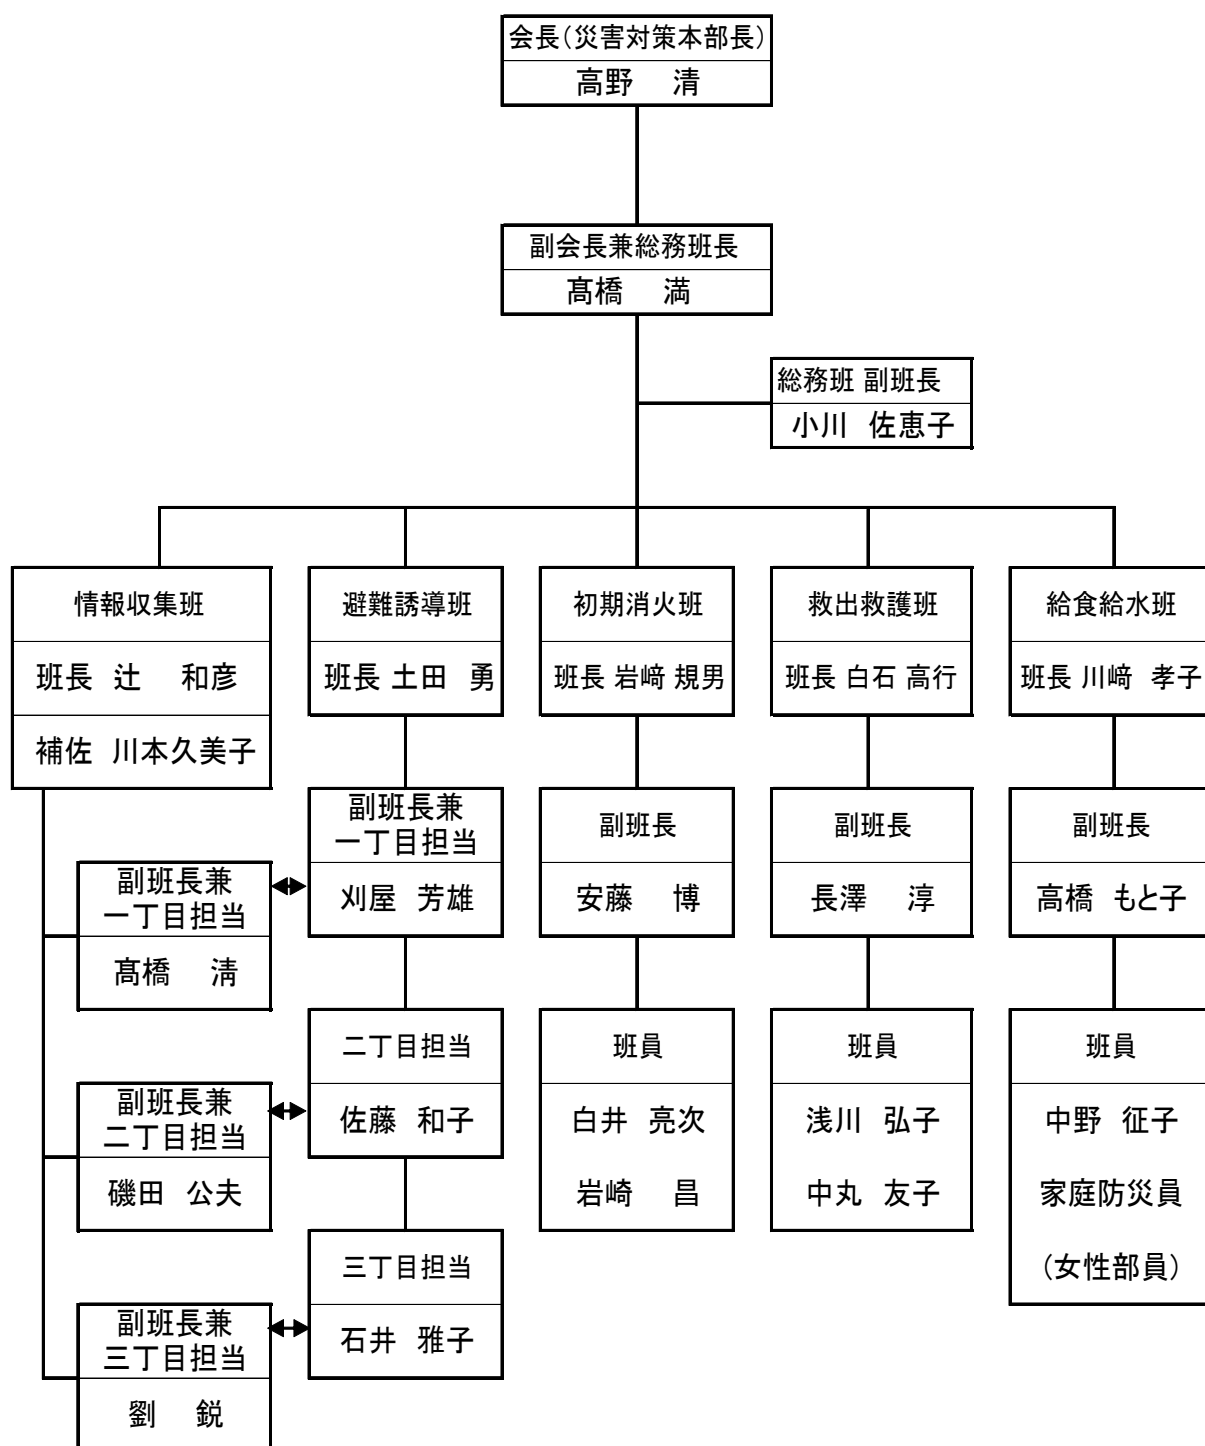 会長（災害対策本部長）
高野 清
副会長兼総務班長
髙橋 満
総務班 副班長
小川 佐恵子
情報収集班
班長 辻 和彦
補佐 川本久美子
副班長兼
一丁目担当
髙橋 淸
副班長兼
二丁目担当
磯田 公夫
副班長兼
三丁目担当
劉 鋭
避難誘導班
班長 土田 勇
副班長兼
一丁目担当
刈屋 芳雄
二丁目担当
佐藤 和子
三丁目担当
石井 雅子
初期消火班
班長 岩﨑 規男
副班長
安藤 博
班員
白井 亮次
岩崎 昌
救出救護班
班長 白石 高行
副班長
長澤 淳
班員
浅川 弘子
中丸 友子
給食給水班
班長 川﨑 孝子
副班長
高橋 もと子
班員
中野 征子
家庭防災員
（女性部員）